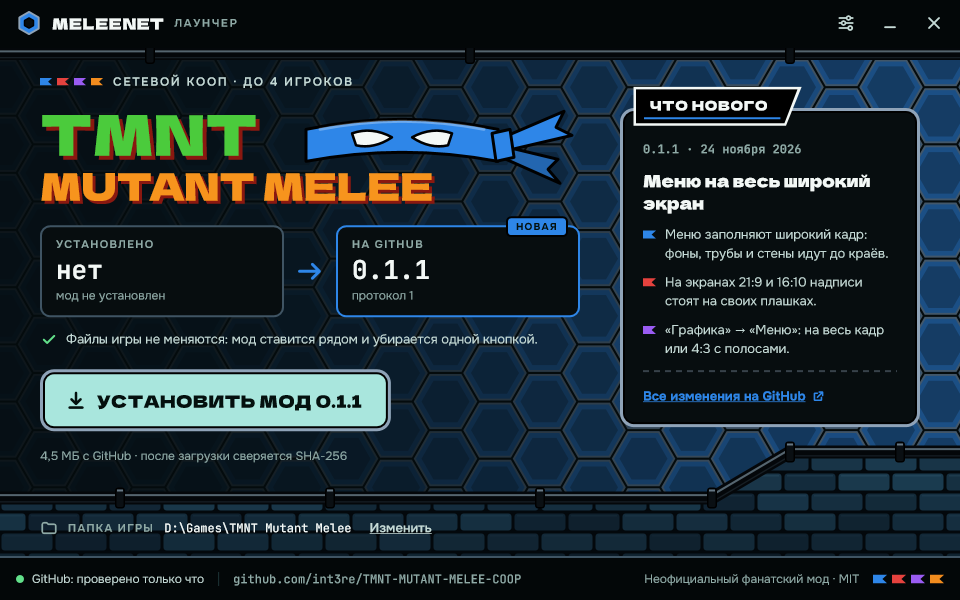 MELEENET ЛАУНЧЕР
СЕТЕВОЙ КООП · ДО 4 ИГРОКОВ
TMNT
MUTANT MELEE
УСТАНОВЛЕНО
нет
мод не установлен
НОВАЯ
НА GITHUB
0.1.1
протокол 1
Файлы игры не меняются: мод ставится рядом и убирается одной кнопкой.
УСТАНОВИТЬ МОД 0.1.1
4,5 МБ с GitHub · после загрузки сверяется SHA-256
ЧТО НОВОГО
0.1.1 · 24 ноября 2026
Меню на весь широкий
экран
Меню заполняют широкий кадр:
фоны, трубы и стены идут до краёв.
На экранах 21:9 и 16:10 надписи
стоят на своих плашках.
«Графика» → «Меню»: на весь кадр
или 4:3 с полосами.
Все изменения на GitHub
ПАПКА ИГРЫ D:\Games\TMNT Mutant Melee Изменить
GitHub: проверено только что github.com/int3re/TMNT-MUTANT-MELEE-COOP Неофициальный фанатский мод · MIT